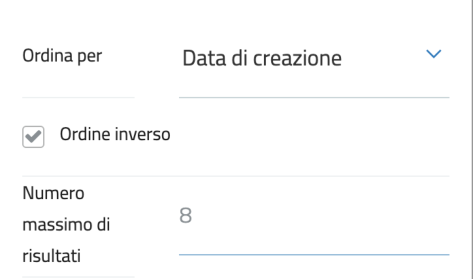 Ordina per
Data di creazione
Ordine inverso
Numero
massimo di
risultati
8